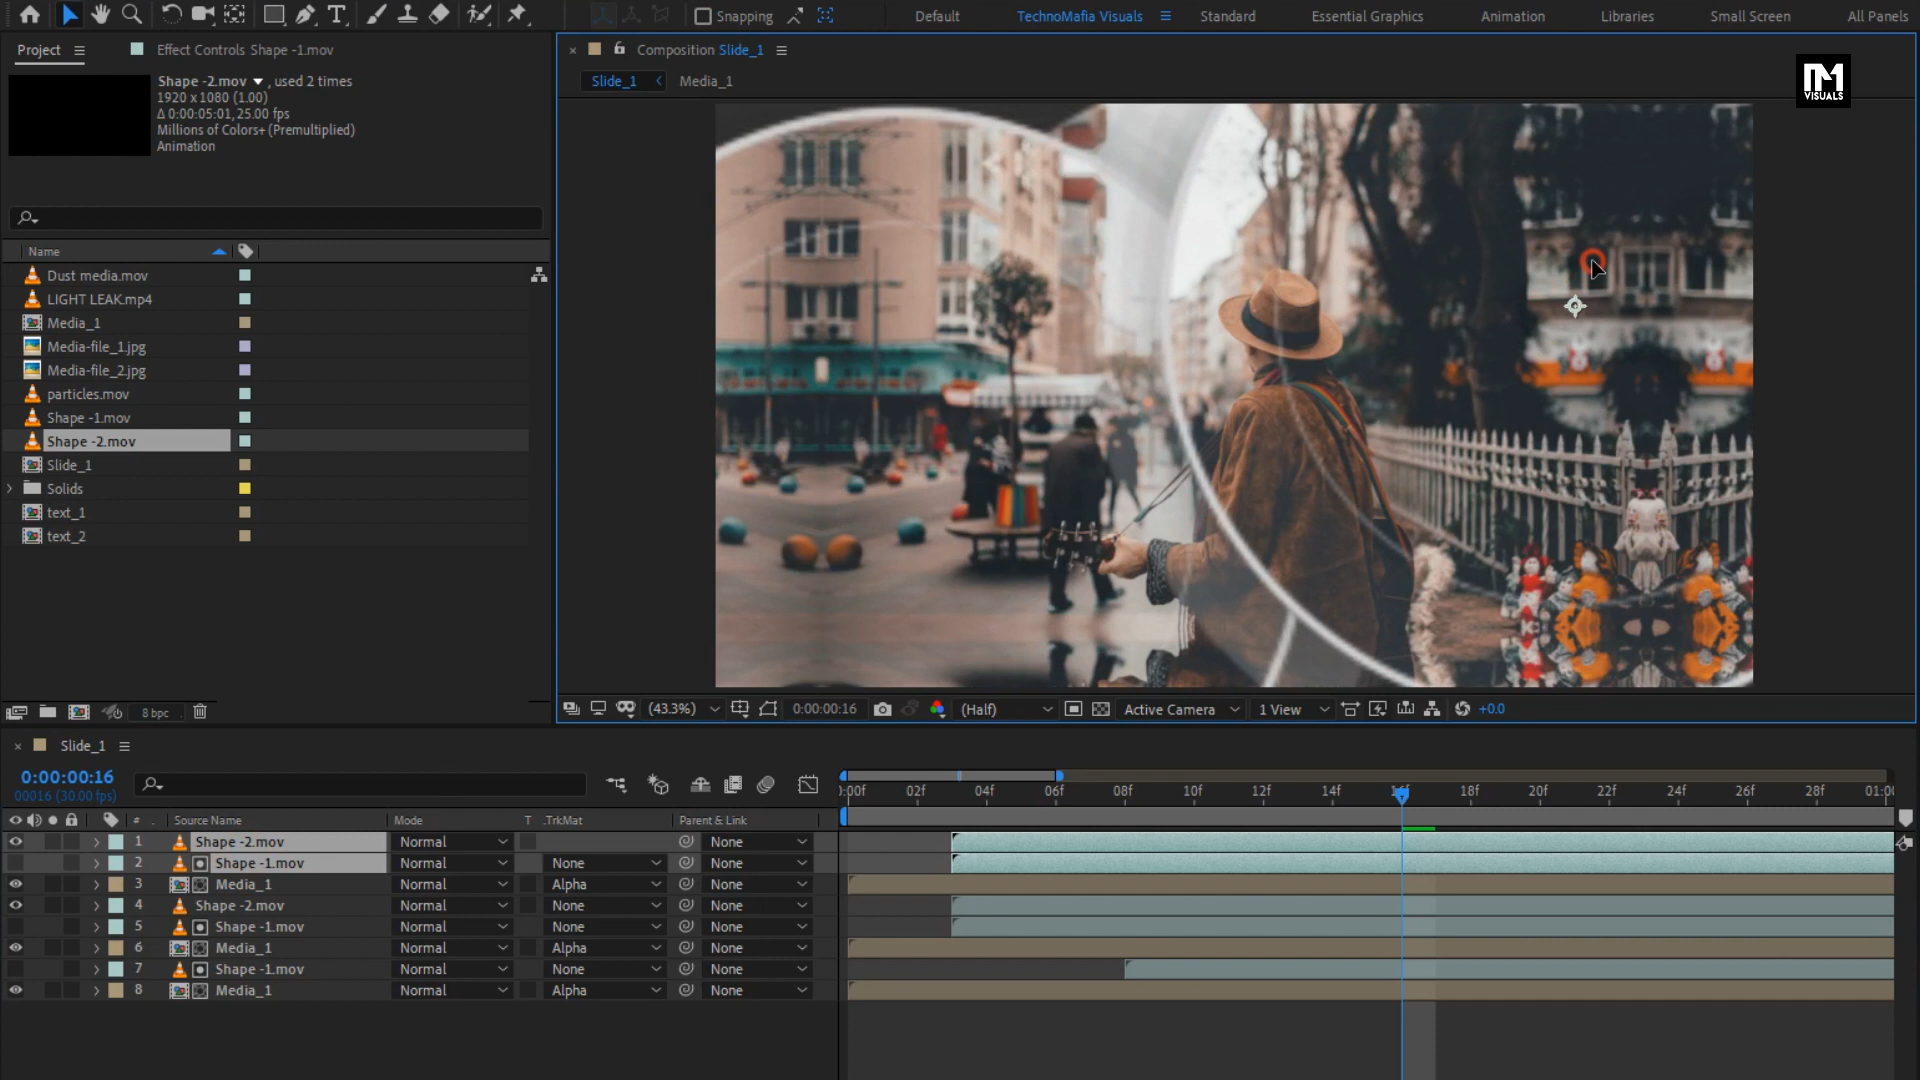 Snapping
Default
TechnoMafia Visuals
Standard
Essential Graphics
Animation
Libraries
Small Screen
All Panels
Project
Effect Controls Shape -1.mov
Shape -2.mov , used 2 times
1920 x 1080 (1.00)
Δ 0:00:05:01, 25.00 fps
Millions of Colors+ (Premultiplied)
Animation
Composition Slide_1
Slide_1
Media_1
VISUALS
Name
Dust media.mov
LIGHT LEAK.mp4
Media_1
Media-file_1.jpg
Media-file_2.jpg
particles.mov
Shape -1.mov
Shape -2.mov
Slide_1
Solids
text_1
text_2
8 bpc
(43.3%)
0:00:00:16
(Half)
Active Camera
1 View
+0.0
Slide_1
0:00:00:16
00016 (30.00 fps)
:00f 02f 04f 06f 08f 10f 12f 14f 16f 18f 20f 22f 24f 26f 28f 01:0
# Source Name Mode T .TrkMat Parent & Link
1 Shape -2.mov Normal None
2 Shape -1.mov Normal None None
3 Media_1 Normal Alpha None
4 Shape -2.mov Normal None None
5 Shape -1.mov Normal None None
6 Media_1 Normal Alpha None
7 Shape -1.mov Normal None None
8 Media_1 Normal Alpha None